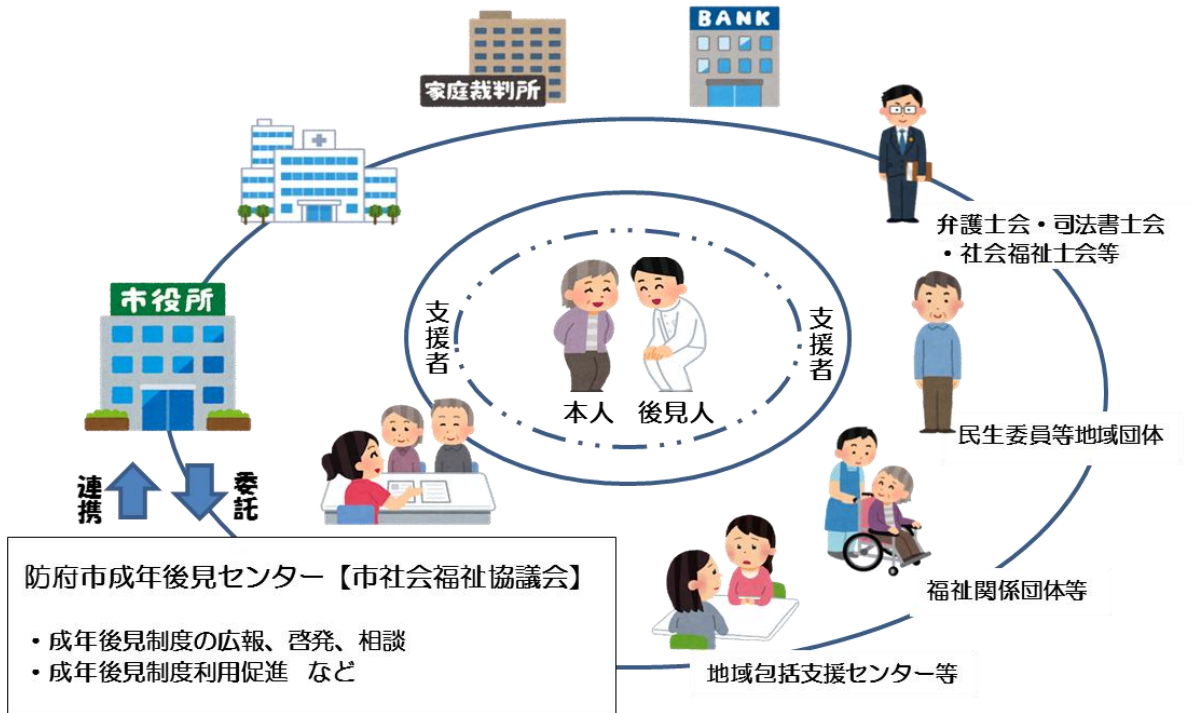 家庭裁判所
BANK
弁護士会・司法書士会
・社会福祉士会等
市役所
支援者
支援者
本人 後見人
民生委員等地域団体
連携
委託
福祉関係団体等
防府市成年後見センター【市社会福祉協議会】
・成年後見制度の広報、啓発、相談
・成年後見制度利用促進 など
地域包括支援センター等